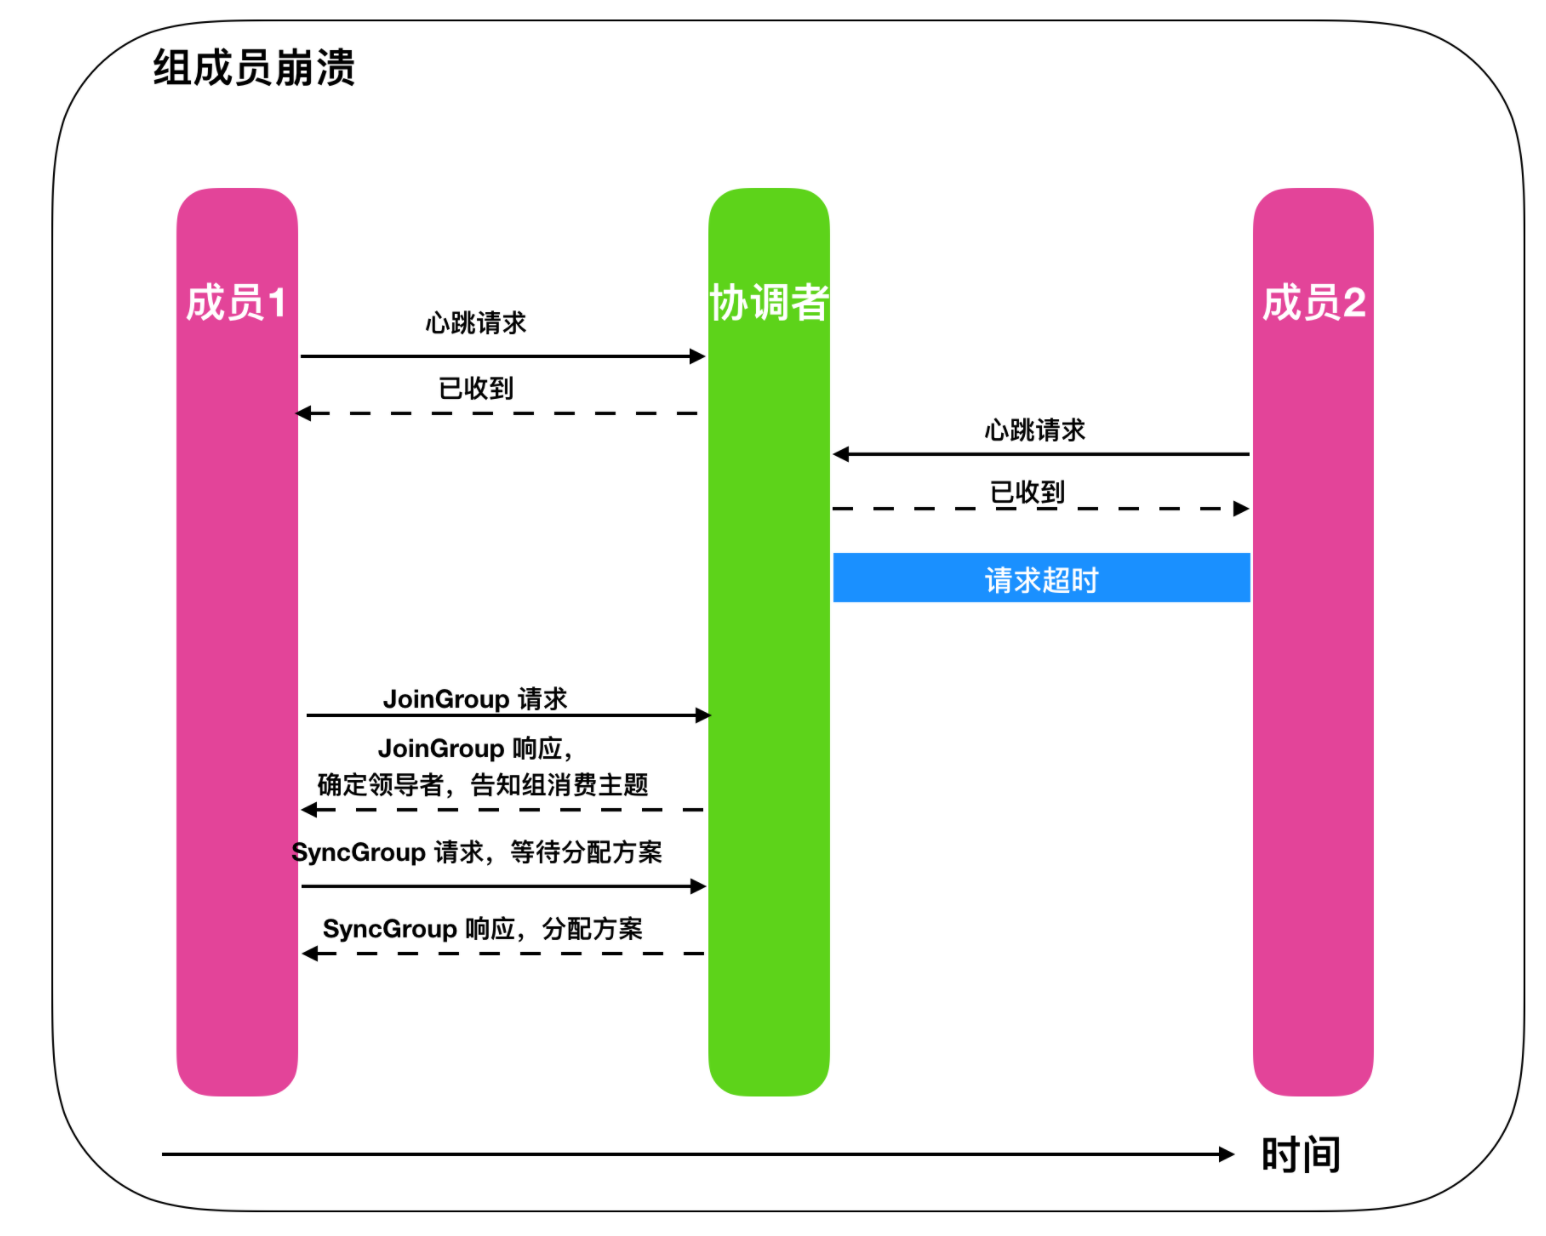 组成员崩溃
成员1
协调者
成员2
心跳请求
已收到
心跳请求
已收到
请求超时
JoinGroup 请求
JoinGroup 响应，
确定领导者，告知组消费主题
SyncGroup 请求，等待分配方案
SyncGroup 响应，分配方案
时间